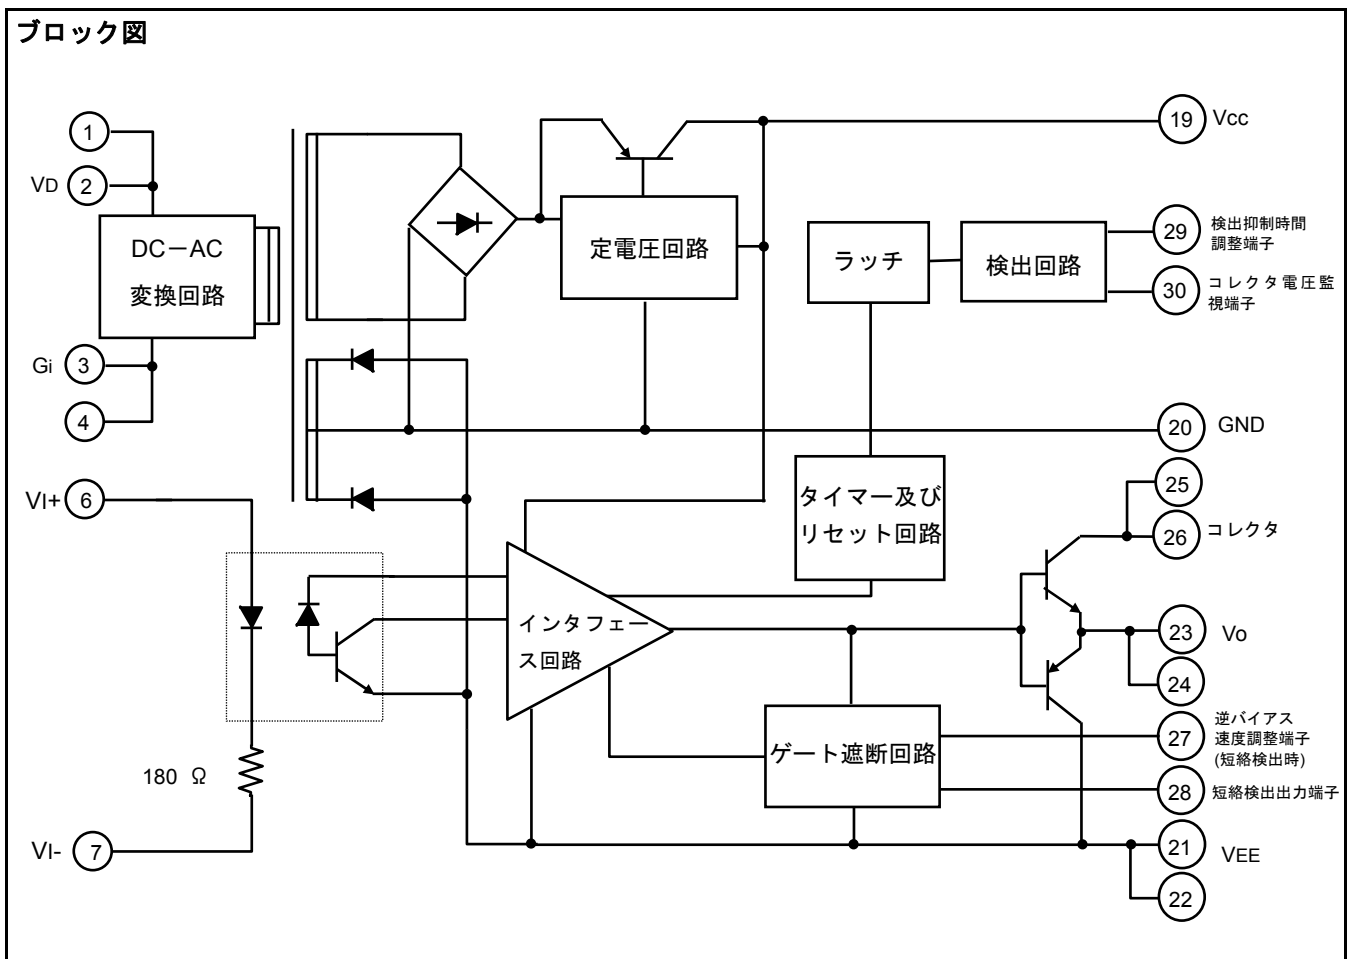 ブロック図
1
VD 2
DC－AC
変換回路
Gi 3
4
VI+ 6
180 Ω
VI- 7
定電圧回路
ラッチ
検出回路
タイマー及び
リセット回路
インタフェー
ス回路
ゲート遮断回路
19 Vcc
29 検出抑制時間
調整端子
30 コレクタ電圧監
視端子
20 GND
25
26 コレクタ
23 Vo
24
27 逆バイアス
速度調整端子
(短絡検出時)
28 短絡検出出力端子
21 VEE
22